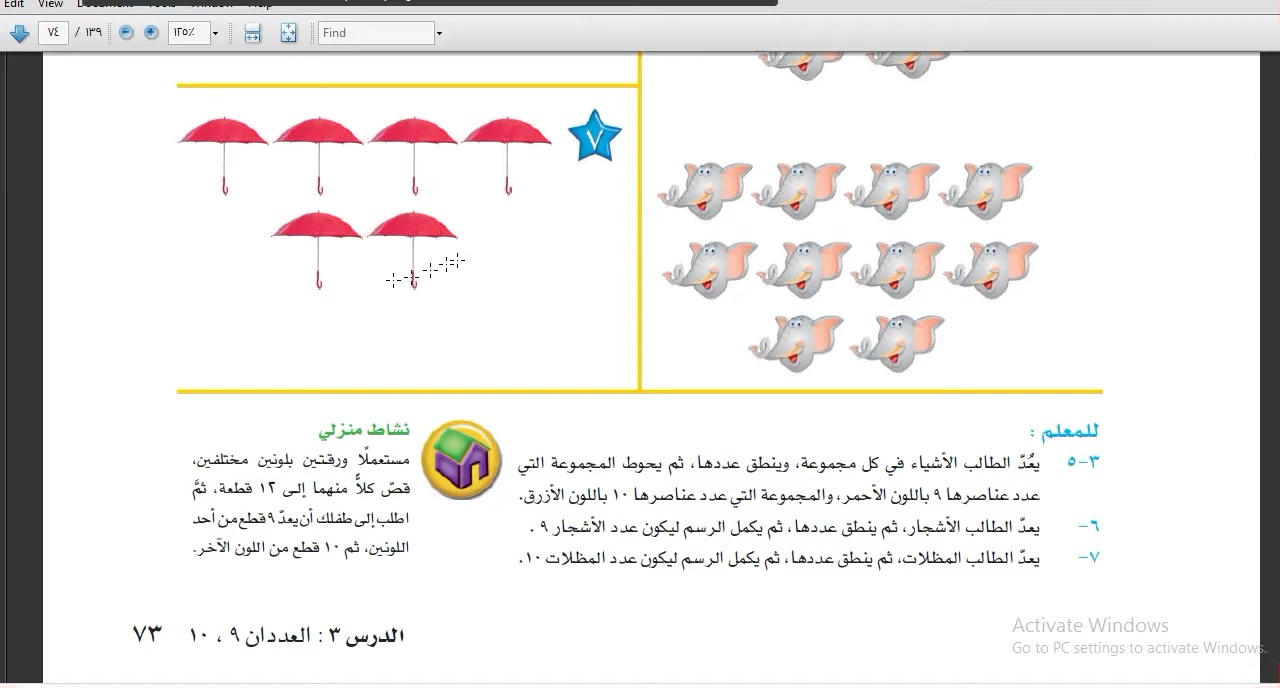 Edit View Document Tools Window Help
٧٤ / ١٣٩ ١٢٥٪ Find
٧
للمعلم :
٣-٥ يعُدّ الطالب الأشياء في كل مجموعة، وينطق عددها، ثم يحوط المجموعة التي
عدد عناصرها ٩ باللون الأحمر، والمجموعة التي عدد عناصرها ١٠ باللون الأزرق.
٦- يعدّ الطالب الأشجار، ثم ينطق عددها، ثم يكمل الرسم ليكون عدد الأشجار ٩ .
٧- يعدّ الطالب المظلات، ثم ينطق عددها، ثم يكمل الرسم ليكون عدد المظلات ١٠.
نشاط منزلي
مستعملًا ورقتين بلونين مختلفين،
قصّ كلاًّ منهما إلى ١٢ قطعة، ثمَّ
اطلب إلى طفلك أن يعدّ ٩ قطع من أحد
اللونين، ثم ١٠ قطع من اللون الآخر.
الدرس ٣ : العددان ٩ ، ١٠ ٧٣
Activate Windows
Go to PC settings to activate Windows.